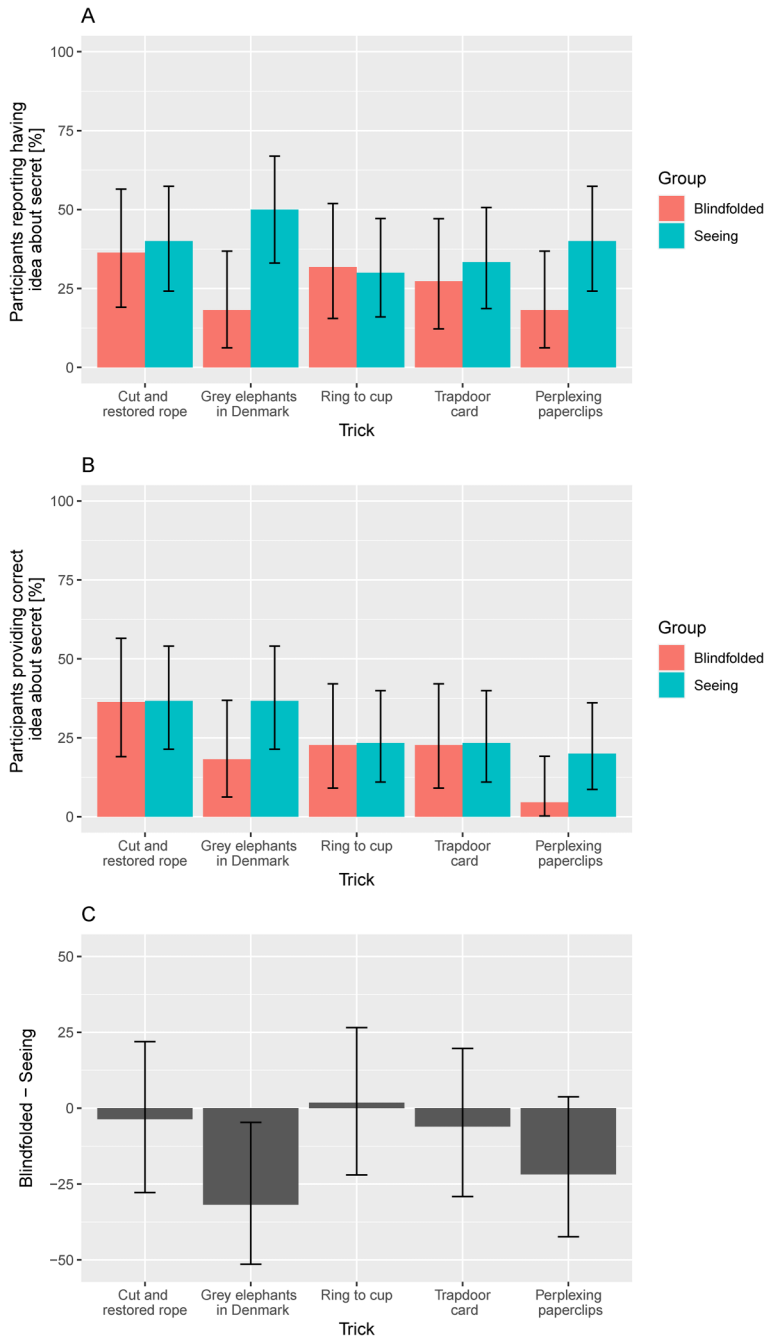 A
Participants reporting having
idea about secret [%]
100
75
50
25
0
Cut and
restored rope
Grey elephants
in Denmark
Ring to cup
Trapdoor
card
Perplexing
paperclips
Trick
Group
Blindfolded
Seeing
B
Participants providing correct
idea about secret [%]
100
75
50
25
0
Cut and
restored rope
Grey elephants
in Denmark
Ring to cup
Trapdoor
card
Perplexing
paperclips
Trick
Group
Blindfolded
Seeing
C
Blindfolded − Seeing
50
25
0
−25
−50
Cut and
restored rope
Grey elephants
in Denmark
Ring to cup
Trapdoor
card
Perplexing
paperclips
Trick